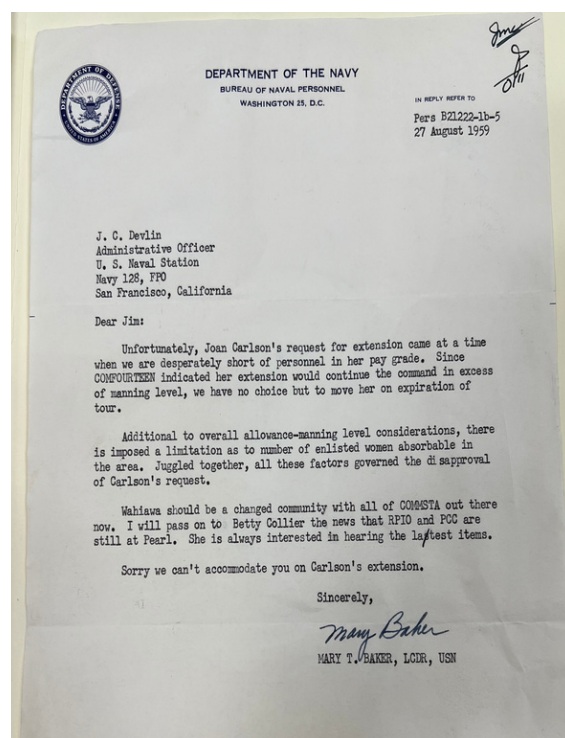 DEPARTMENT OF THE NAVY
BUREAU OF NAVAL PERSONNEL
WASHINGTON 25, D.C.
DEPARTMENT OF DEFENSE
UNITED STATES OF AMERICA
IN REPLY REFER TO
Pers B21222-1b-5
27 August 1959
J. C. Devlin
Administrative Officer
U. S. Naval Station
Navy 128, FPO
San Francisco, California
Dear Jim:
Unfortunately, Joan Carlson's request for extension came at a time
when we are desperately short of personnel in her pay grade. Since
COMFOURTEEN indicated her extension would continue the command in excess
of manning level, we have no choice but to move her on expiration of
tour.
Additional to overall allowance-manning level considerations, there
is imposed a limitation as to number of enlisted women absorbable in
the area. Juggled together, all these factors governed the disapproval
of Carlson's request.
Wahiawa should be a changed community with all of COMMSTA out there
now. I will pass on to Betty Collier the news that RPIO and PCC are
still at Pearl. She is always interested in hearing the latest items.
Sorry we can't accommodate you on Carlson's extension.
Sincerely,
Mary Baker
MARY T. BAKER, LCDR, USN